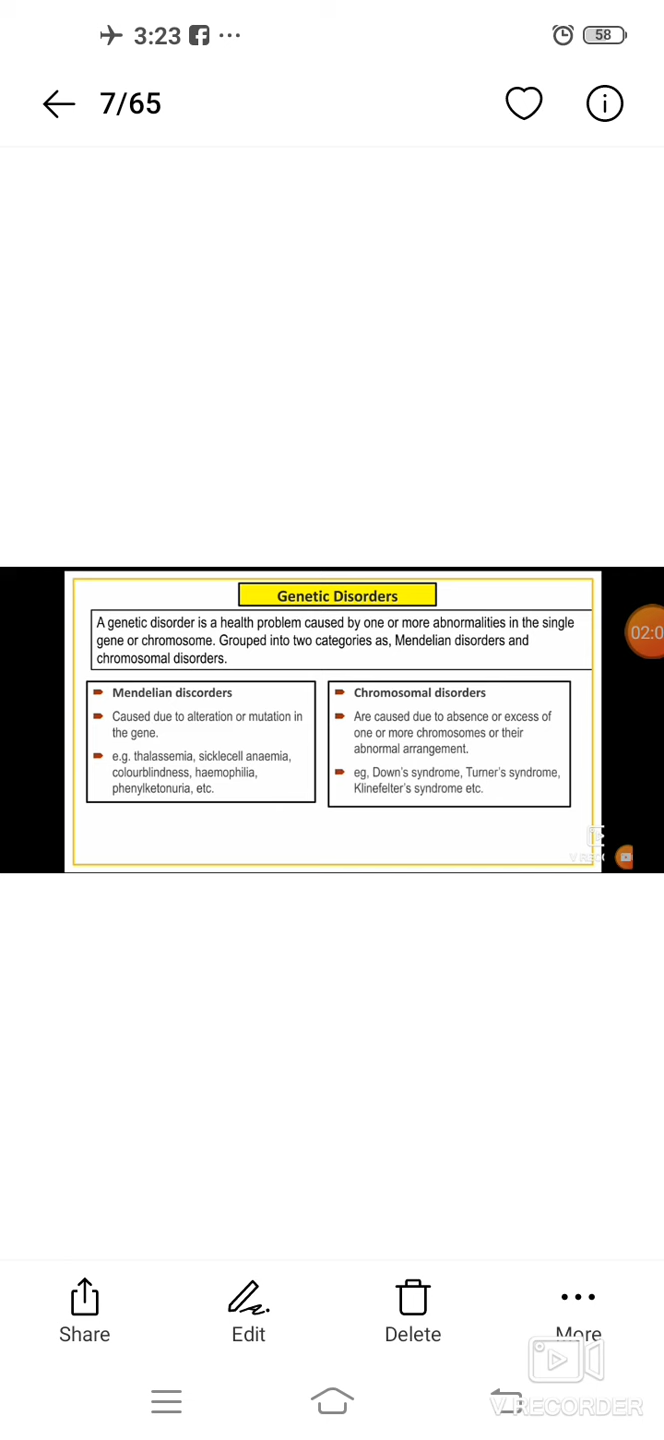 3:23
58
7/65
Genetic Disorders
A genetic disorder is a health problem caused by one or more abnormalities in the single
gene or chromosome. Grouped into two categories as, Mendelian disorders and
chromosomal disorders.
Mendelian discorders
Caused due to alteration or mutation in
the gene.
e.g. thalassemia, sicklecell anaemia,
colourblindness, haemophilia,
phenylketonuria, etc.
Chromosomal disorders
Are caused due to absence or excess of
one or more chromosomes or their
abnormal arrangement.
eg, Down's syndrome, Turner's syndrome,
Klinefelter's syndrome etc.
02:0
Share
Edit
Delete
More
V RECORDER